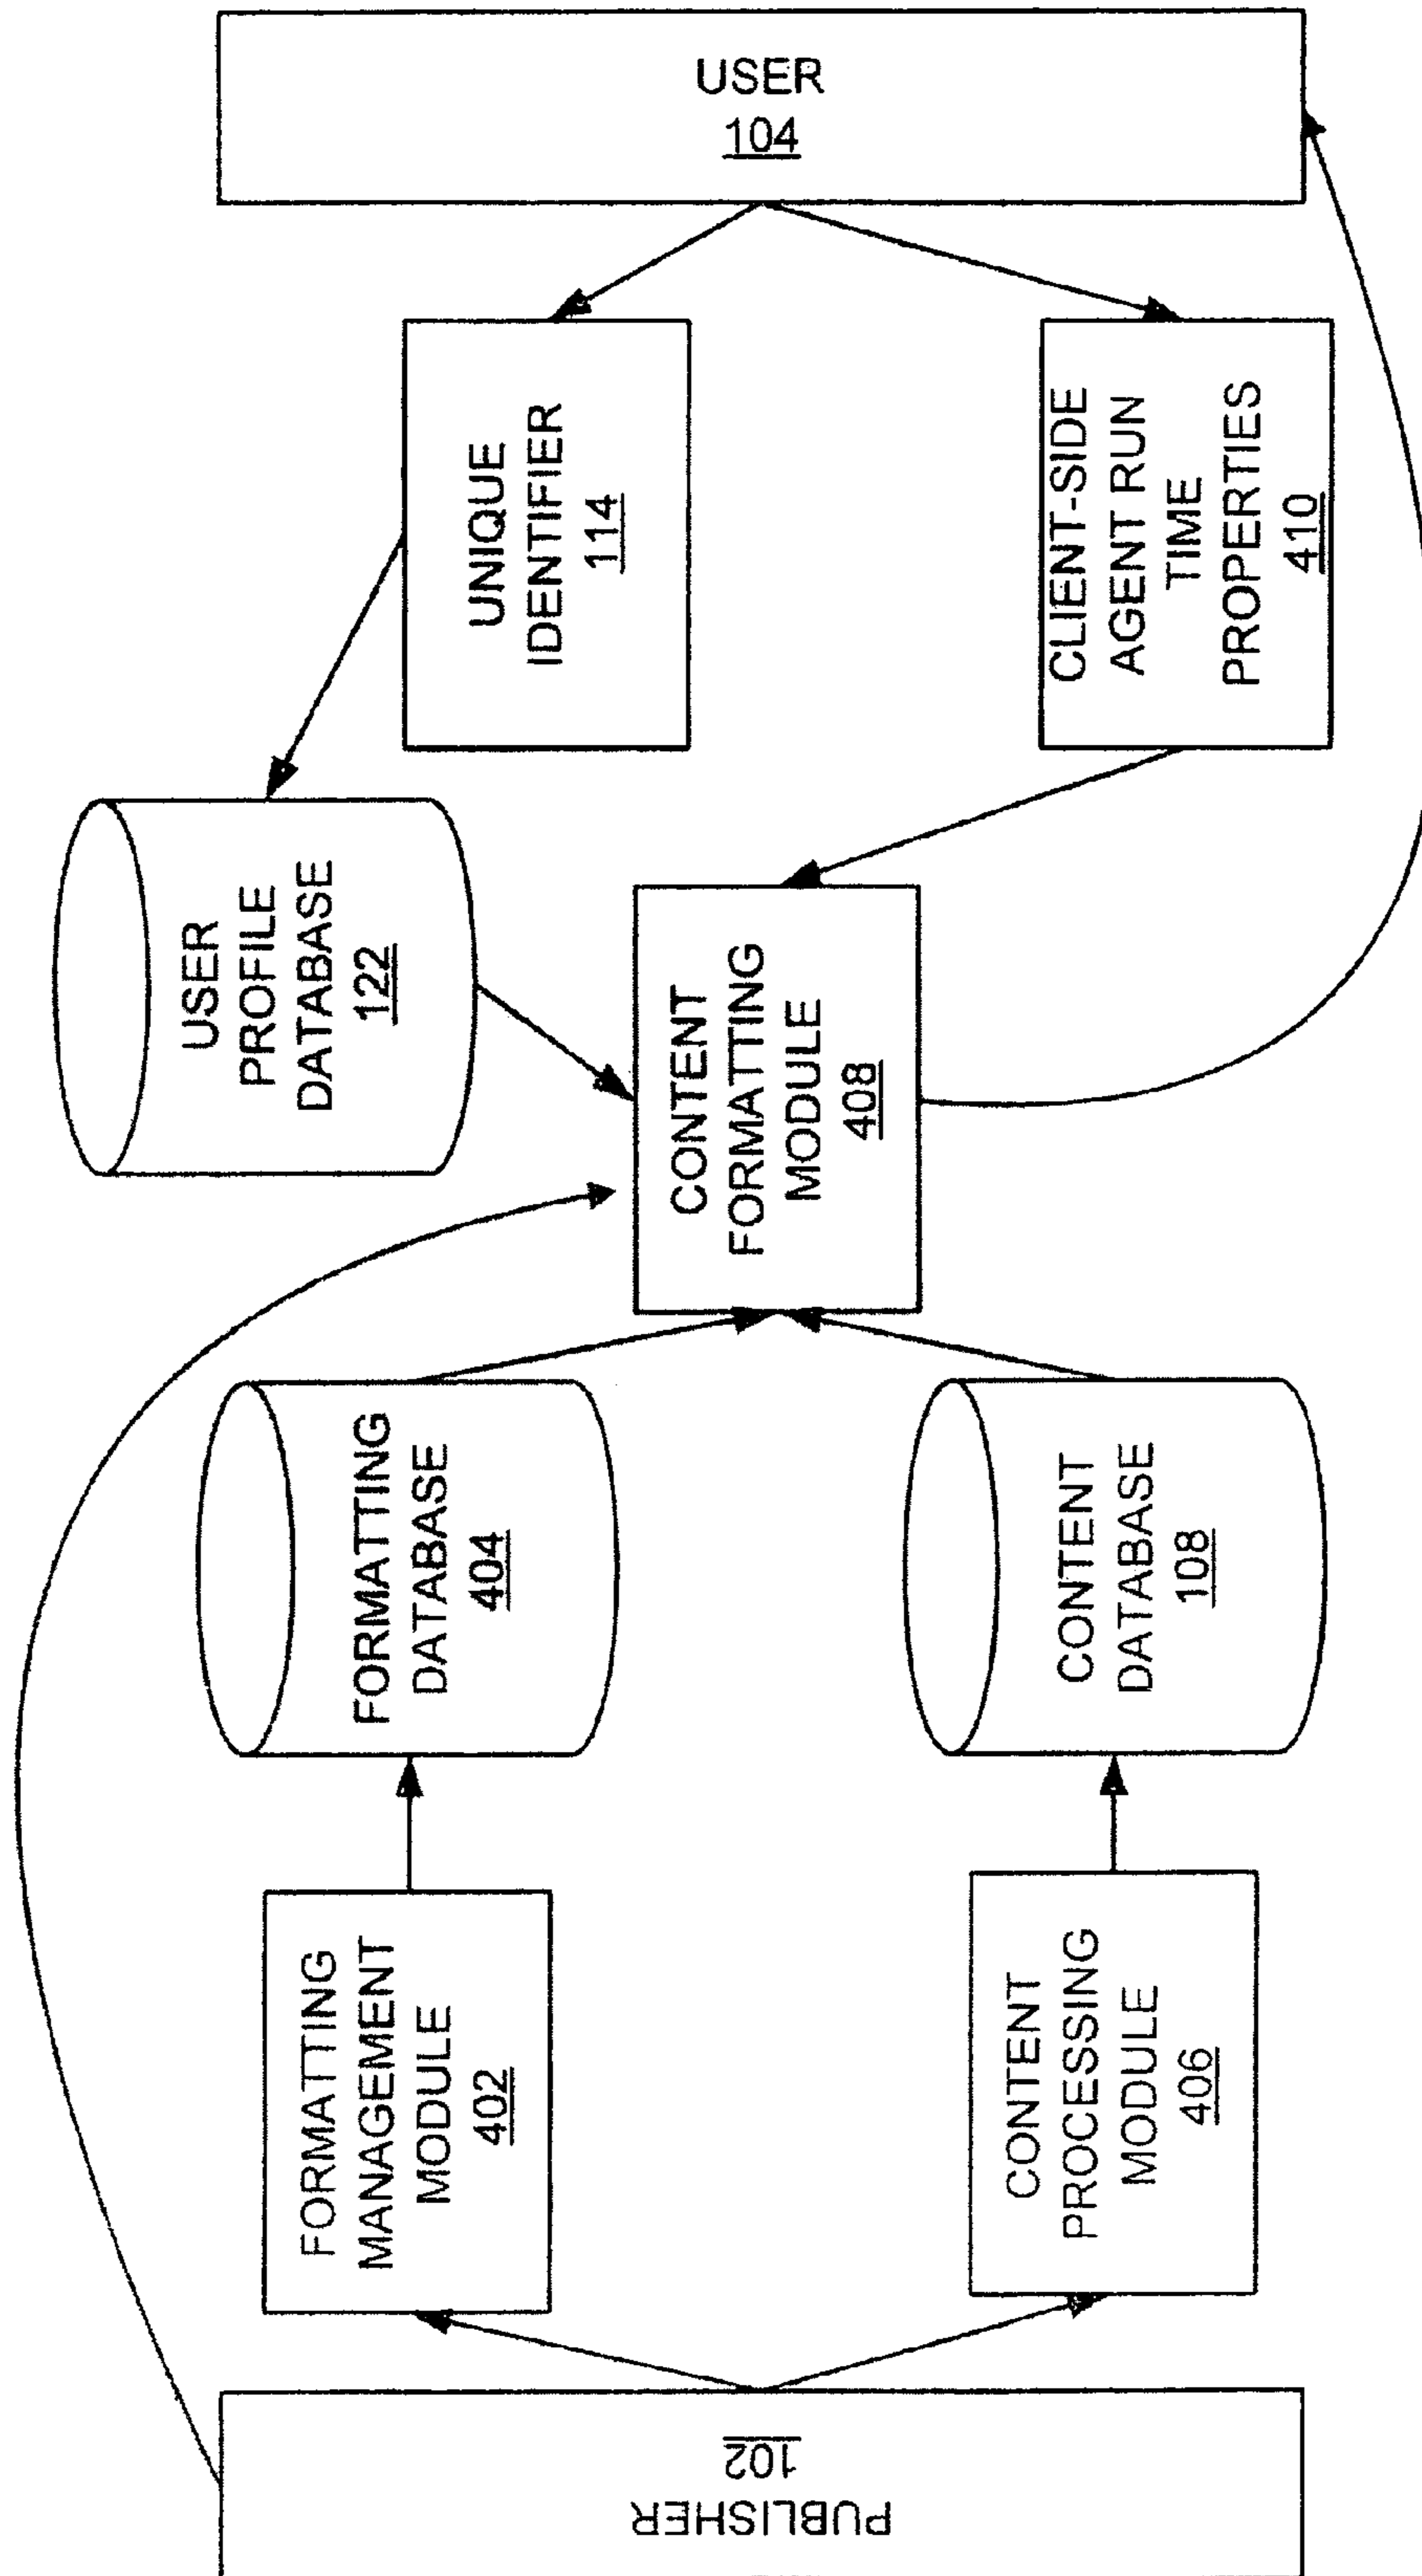 PUBLISHER
102
FORMATTING
MANAGEMENT
MODULE
402
CONTENT
PROCESSING
MODULE
406
FORMATTING
DATABASE
404
CONTENT
DATABASE
108
CONTENT
FORMATTING
MODULE
408
USER
PROFILE
DATABASE
122
UNIQUE
IDENTIFIER
114
CLIENT-SIDE
AGENT RUN
TIME
PROPERTIES
410
USER
104